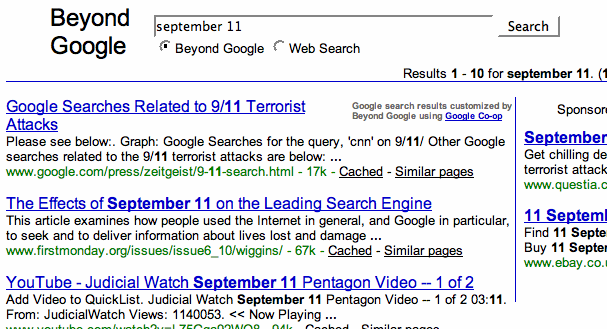 Beyond
Google
september 11
Search
Beyond Google Web Search
Results 1 - 10 for september 11. (1
Google Searches Related to 9/11 Terrorist
Attacks
Google search results customized by
Beyond Google using Google Co-op
Please see below:. Graph: Google Searches for the query, 'cnn' on 9/11/ Other Google
searches related to the 9/11 terrorist attacks are below: ...
www.google.com/press/zeitgeist/9-11-search.html - 17k - Cached - Similar pages
The Effects of September 11 on the Leading Search Engine
This article examines how people used the Internet in general, and Google in particular,
to seek and to deliver information about lives lost and damage ...
www.firstmonday.org/issues/issue6_10/wiggins/ - 67k - Cached - Similar pages
YouTube - Judicial Watch September 11 Pentagon Video -- 1 of 2
Add Video to QuickList. Judicial Watch September 11 Pentagon Video -- 1 of 2 03:11.
From: JudicialWatch Views: 1140053. << Now Playing ...
Sponsore
September
Get chilling de
terrorist attack
www.questia.c
11 Septemb
Find 11 Septe
Buy 11 Septem
www.ebay.co.u